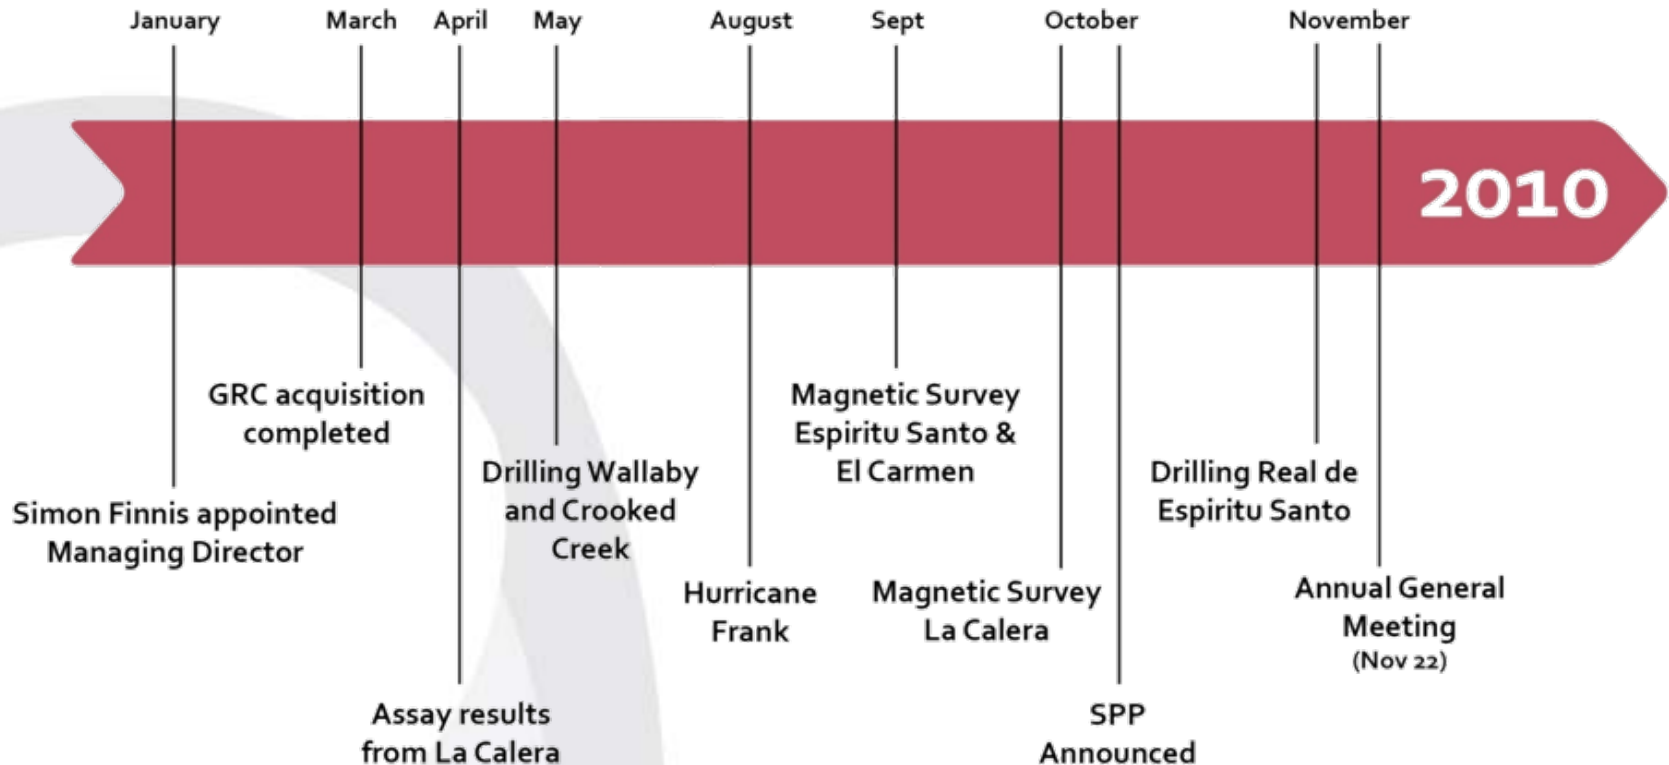 January
March
April
May
August
Sept
October
November
2010
GRC acquisition
completed
Simon Finnis appointed
Managing Director
Assay results
from La Calera
Drilling Wallaby
and Crooked
Creek
Hurricane
Frank
Magnetic Survey
Espiritu Santo &
El Carmen
Magnetic Survey
La Calera
SPP
Announced
Drilling Real de
Espiritu Santo
Annual General
Meeting
(Nov 22)